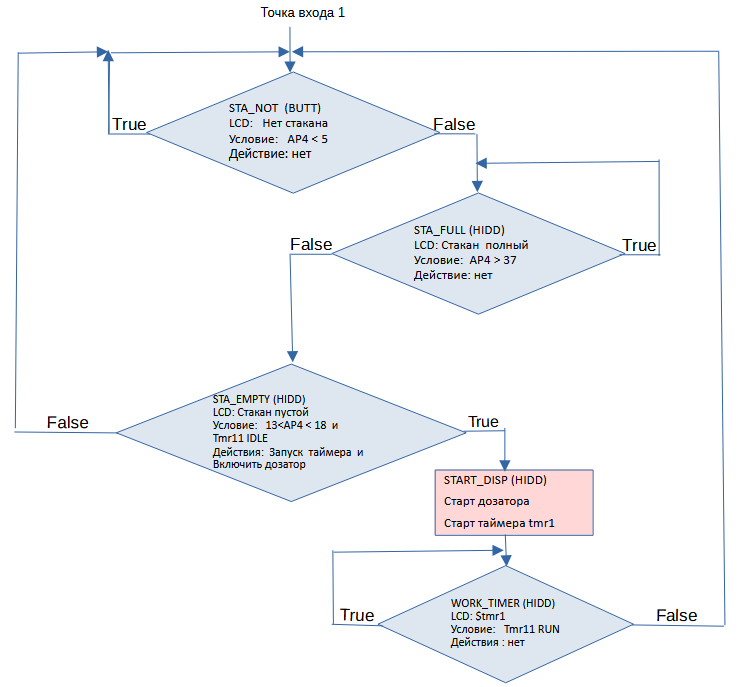 Точка входа 1
STA_NOT (BUTT)
LCD: Нет стакана
Условие: AP4 < 5
Действие: нет
True
False
STA_FULL (HIDD)
LCD: Стакан полный
Условие: AP4 > 37
Действие: нет
False
True
STA_EMPTY (HIDD)
LCD: Стакан пустой
Условие: 13<AP4 < 18 и
Tmr11 IDLE
Действия: Запуск таймера и
Включить дозатор
False
True
START_DISP (HIDD)
Старт дозатора
Старт таймера tmr1
WORK_TIMER (HIDD)
LCD: $tmr1
Условие: Tmr11 RUN
Действия : нет
True
False